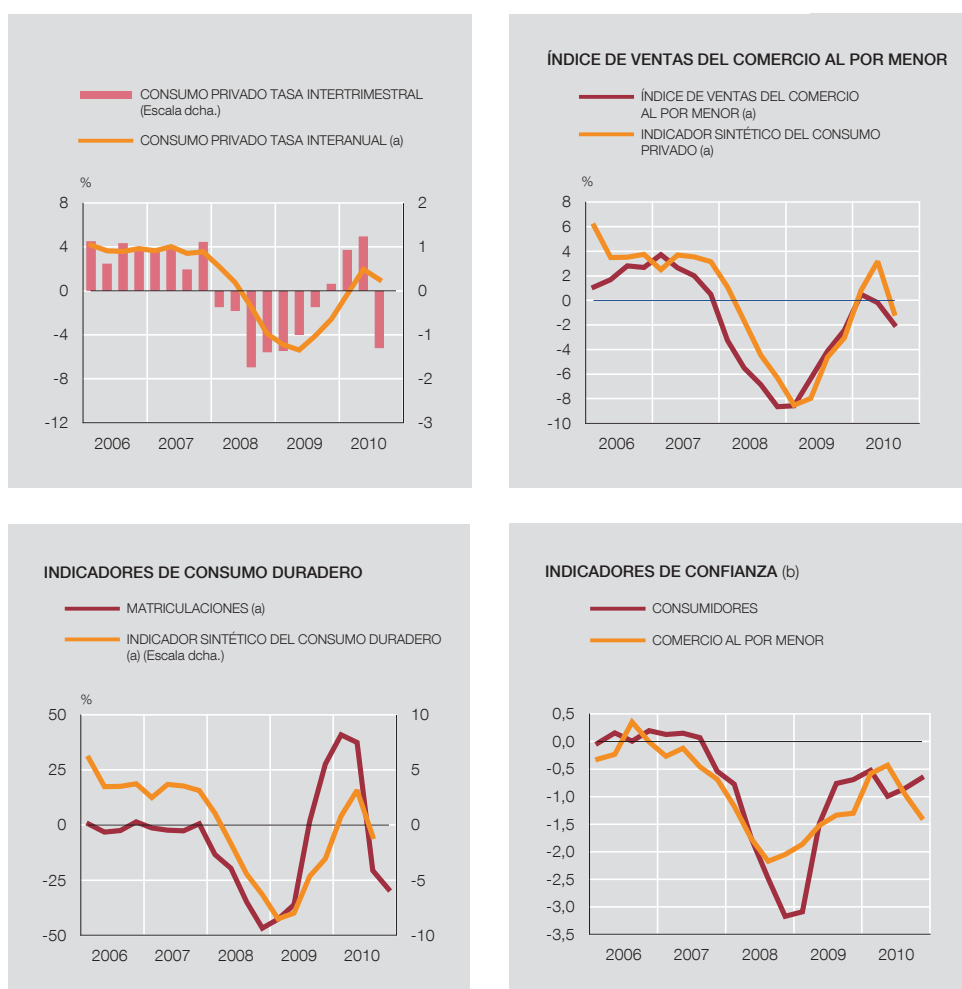 CONSUMO PRIVADO TASA INTERTRIMESTRAL
(Escala dcha.)
CONSUMO PRIVADO TASA INTERANUAL (a)
%
8
4
0
-4
-8
-12
2
1
0
-1
-2
-3
2006 2007 2008 2009 2010
ÍNDICE DE VENTAS DEL COMERCIO AL POR MENOR
ÍNDICE DE VENTAS DEL COMERCIO
AL POR MENOR (a)
INDICADOR SINTÉTICO DEL CONSUMO
PRIVADO (a)
%
8
6
4
2
0
-2
-4
-6
-8
-10
2006 2007 2008 2009 2010
INDICADORES DE CONSUMO DURADERO
MATRICULACIONES (a)
INDICADOR SINTÉTICO DEL CONSUMO DURADERO
(a) (Escala dcha.)
%
50
25
0
-25
-50
10
5
0
-5
-10
2006 2007 2008 2009 2010
INDICADORES DE CONFIANZA (b)
CONSUMIDORES
COMERCIO AL POR MENOR
0,5
0,0
-0,5
-1,0
-1,5
-2,0
-2,5
-3,0
-3,5
2006 2007 2008 2009 2010